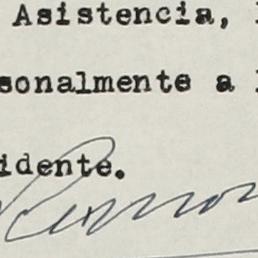 Asistencia,
sonalmente a
idente.